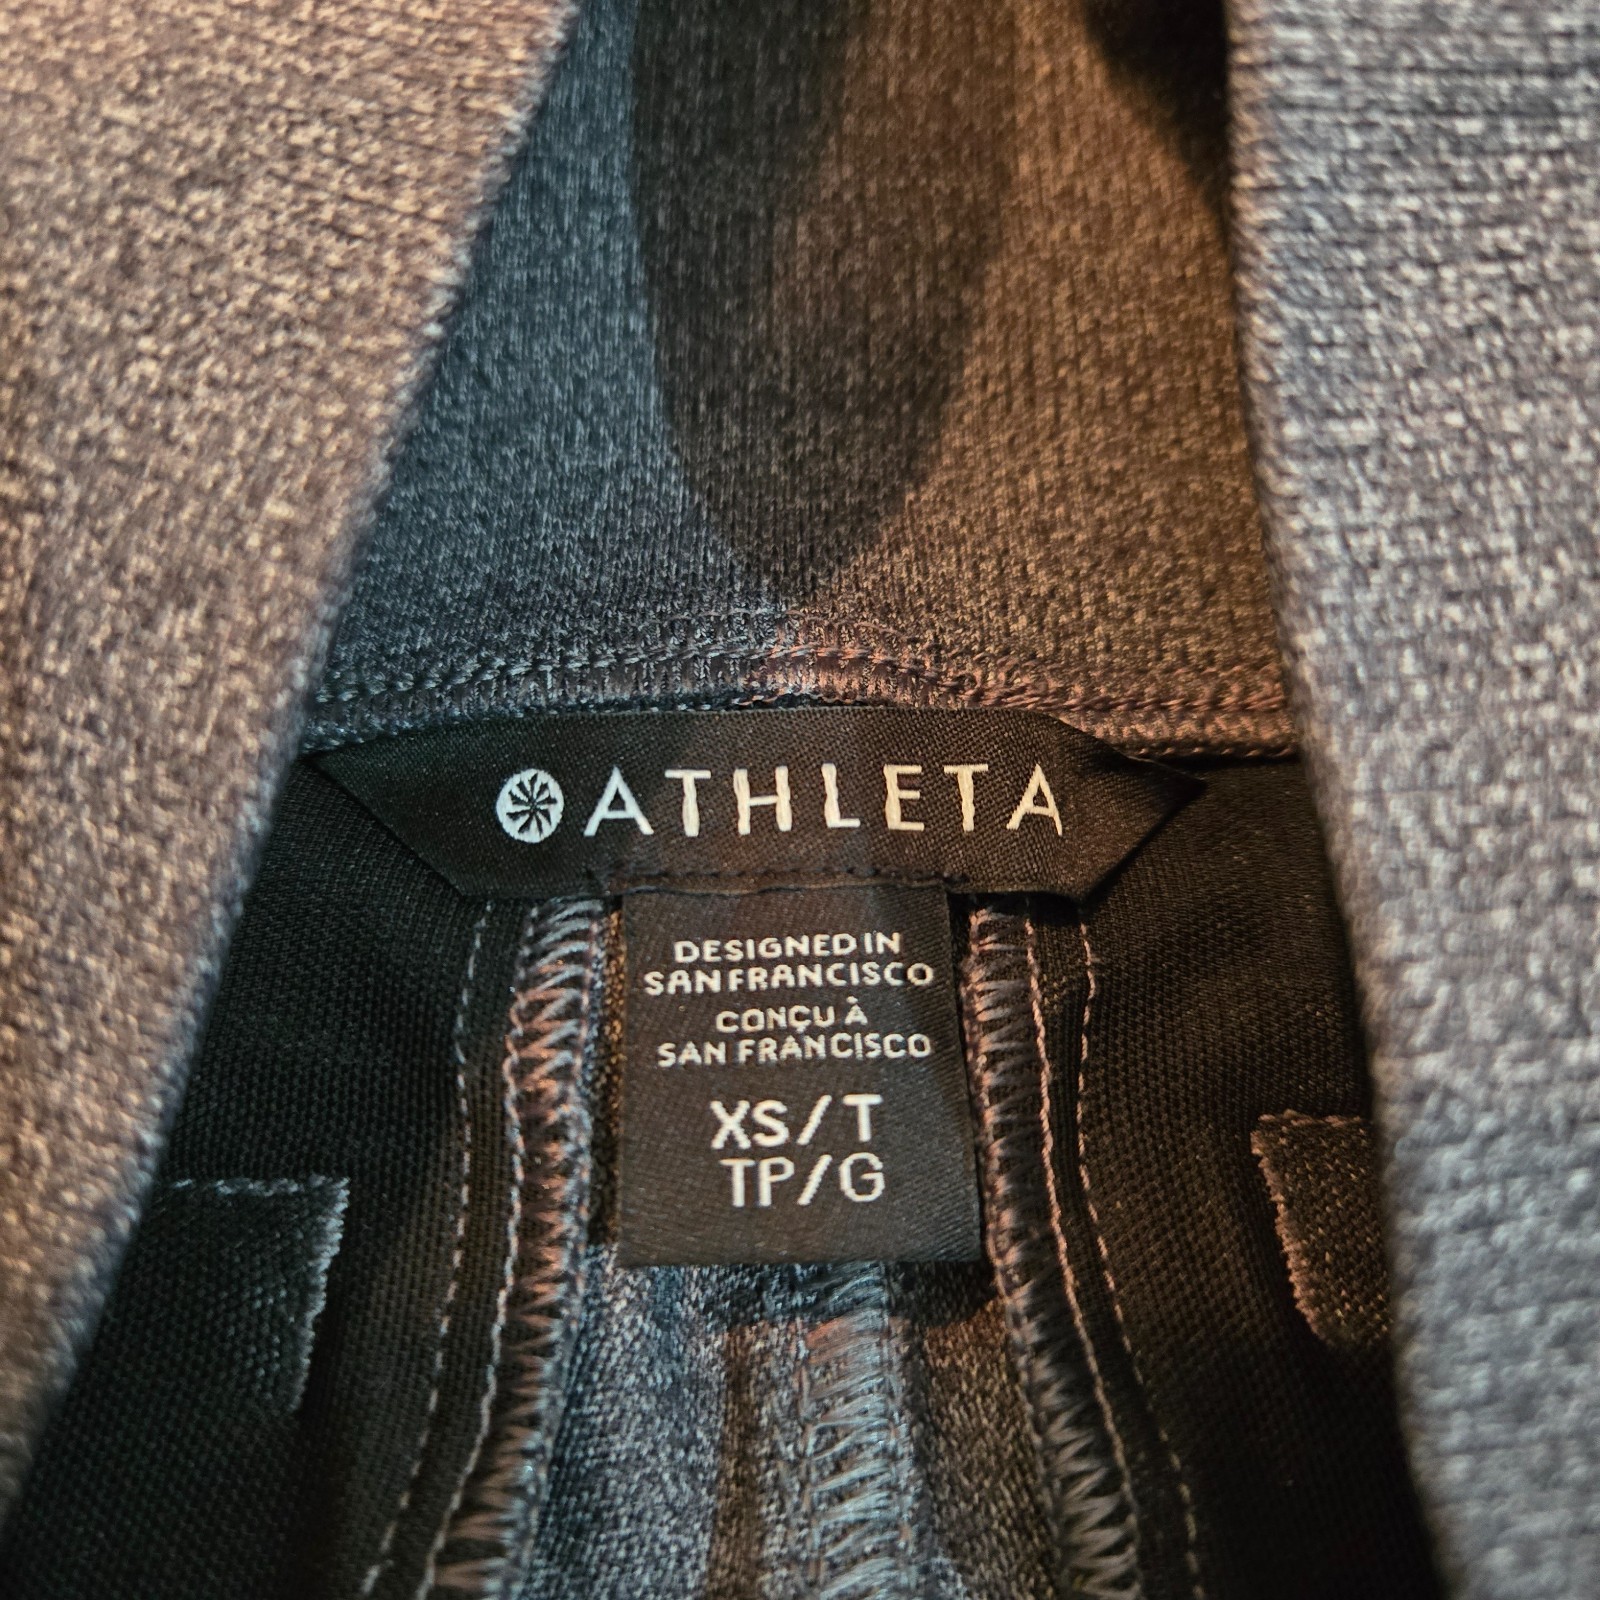 ATHLETA
DESIGNED IN
SAN FRANCISCO
CONÇU À
SAN FRANCISCO
XS/T
TP/G